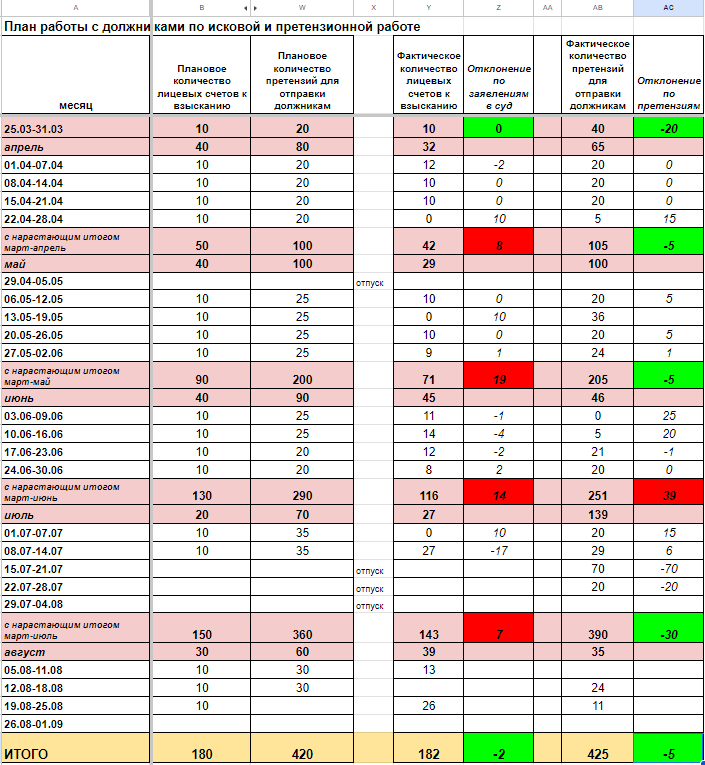 A B W X Y Z AA AB AC
План работы с должниками по исковой и претензионной работе
месяц Плановое количество лицевых счетов к взысканию Плановое количество претензий для отправки должникам Фактическое количество лицевых счетов к взысканию Отклонение по заявлениям в суд Фактическое количество претензий для отправки должникам Отклонение по претензиям
25.03-31.03 10 20 10 0 40 -20
апрель 40 80 32 65
01.04-07.04 10 20 12 -2 20 0
08.04-14.04 10 20 10 0 20 0
15.04-21.04 10 20 10 0 20 0
22.04-28.04 10 20 0 10 5 15
с нарастающим итогом март-апрель 50 100 42 8 105 -5
май 40 100 29 100
29.04-05.05 отпуск
06.05-12.05 10 25 10 0 20 5
13.05-19.05 10 25 0 10 36
20.05-26.05 10 25 10 0 20 5
27.05-02.06 10 25 9 1 24 1
с нарастающим итогом март-май 90 200 71 19 205 -5
июнь 40 90 45 46
03.06-09.06 10 25 11 -1 0 25
10.06-16.06 10 25 14 -4 5 20
17.06-23.06 10 20 12 -2 21 -1
24.06-30.06 10 20 8 2 20 0
с нарастающим итогом март-июнь 130 290 116 14 251 39
июль 20 70 27 139
01.07-07.07 10 35 0 10 20 15
08.07-14.07 10 35 27 -17 29 6
15.07-21.07 отпуск 70 -70
22.07-28.07 отпуск 20 -20
29.07-04.08 отпуск
с нарастающим итогом март-июль 150 360 143 7 390 -30
август 30 60 39 35
05.08-11.08 10 30 13
12.08-18.08 10 30 24
19.08-25.08 10 26 11
26.08-01.09
ИТОГО 180 420 182 -2 425 -5